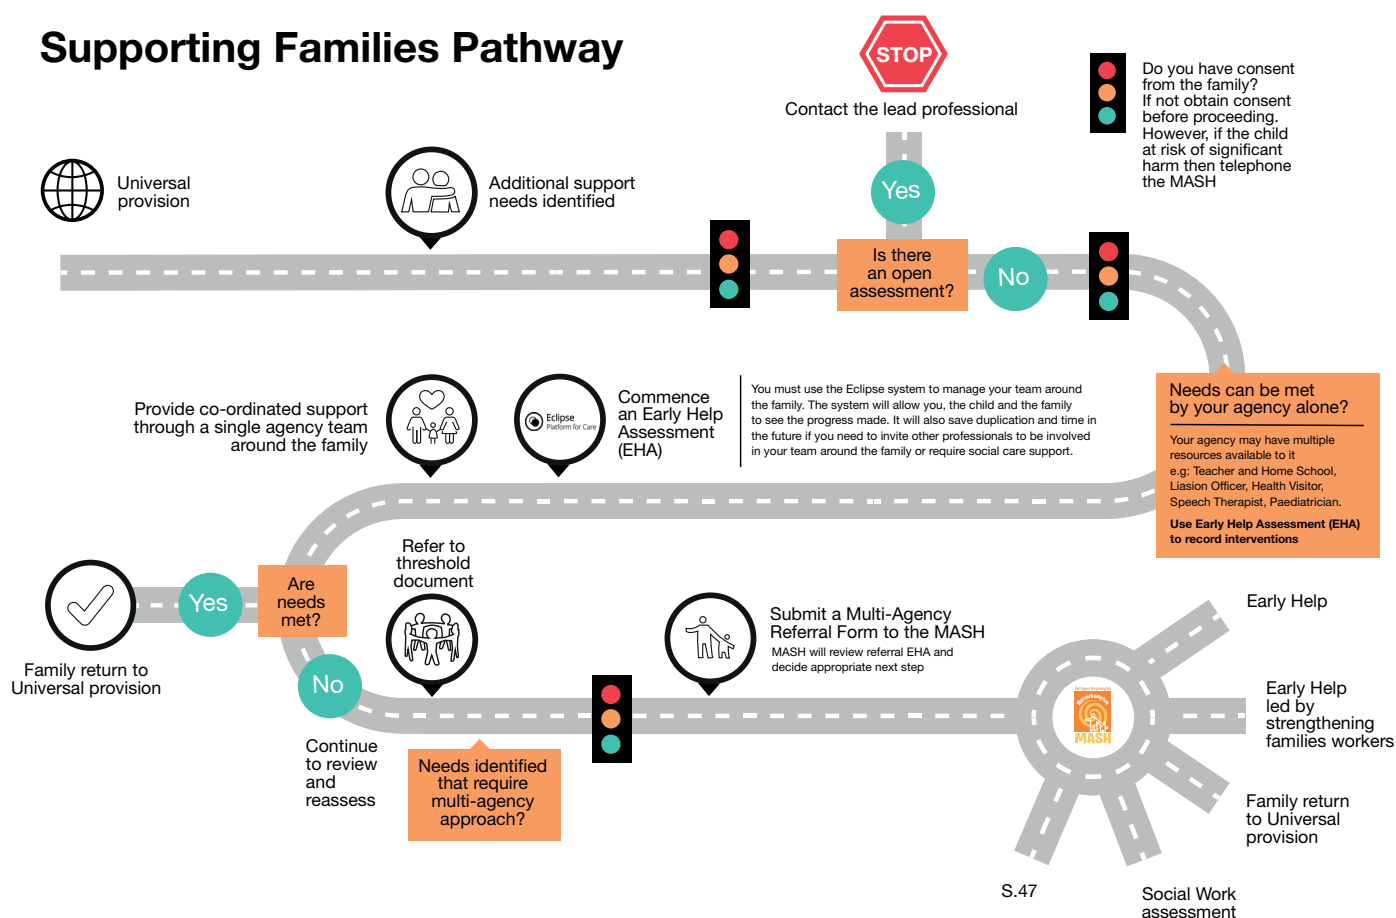 Supporting Families Pathway
STOP
Contact the lead professional
Do you have consent
from the family?
If not obtain consent
before proceeding.
However, if the child
at risk of significant
harm then telephone
the MASH
Universal
provision
Additional support
needs identified
Yes
Is there
an open
assessment?
No
Provide co-ordinated support
through a single agency team
around the family
Eclipse
Platform for Care
Commence
an Early Help
Assessment
(EHA)
You must use the Eclipse system to manage your team around
the family. The system will allow you, the child and the family
to see the progress made. It will also save duplication and time in
the future if you need to invite other professionals to be involved
in your team around the family or require social care support.
Needs can be met
by your agency alone?
Your agency may have multiple
resources available to it
e.g: Teacher and Home School,
Liasion Officer, Health Visitor,
Speech Therapist, Paediatrician.
Use Early Help Assessment (EHA)
to record interventions
Are
needs
met?
Yes
Family return to
Universal provision
No
Continue
to review
and
reassess
Refer to
threshold
document
Needs identified
that require
multi-agency
approach?
Submit a Multi-Agency
Referral Form to the MASH
MASH will review referral EHA and
decide appropriate next step
Wolverhampton
MASH
Early Help
Early Help
led by
strengthening
families workers
Family return
to Universal
provision
Social Work
assessment
S.47